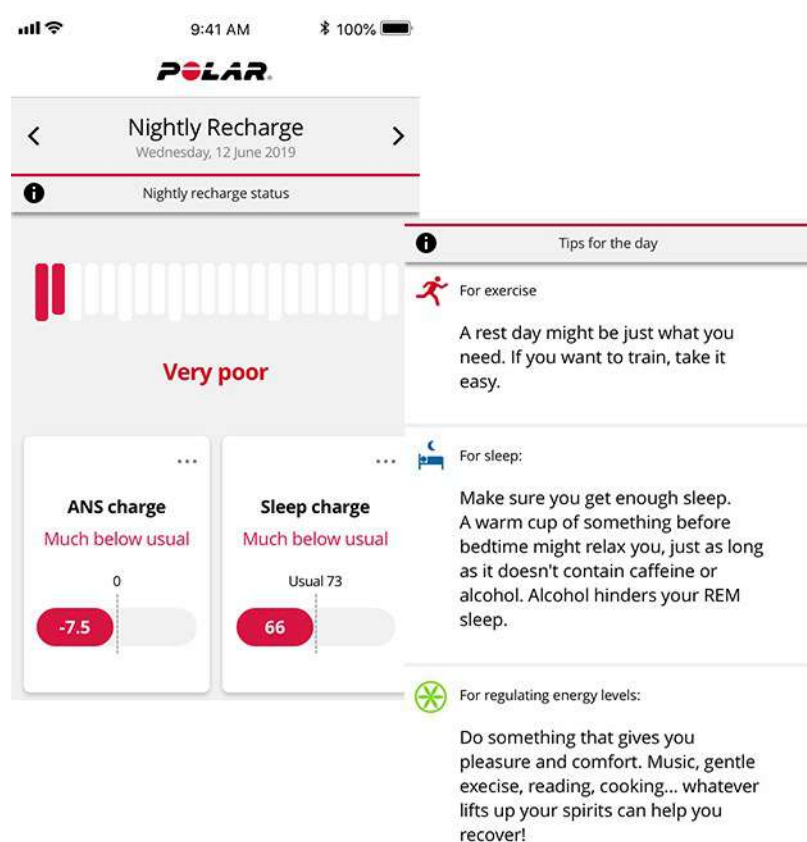 9:41 AM
100%
POLAR.
Nightly Recharge
Wednesday, 12 June 2019
Nightly recharge status
Very poor
ANS charge
Much below usual
0
-7.5
Sleep charge
Much below usual
Usual 73
66
Tips for the day
For exercise
A rest day might be just what you
need. If you want to train, take it
easy.
For sleep:
Make sure you get enough sleep.
A warm cup of something before
bedtime might relax you, just as long
as it doesn't contain caffeine or
alcohol. Alcohol hinders your REM
sleep.
For regulating energy levels:
Do something that gives you
pleasure and comfort. Music, gentle
execise, reading, cooking... whatever
lifts up your spirits can help you
recover!